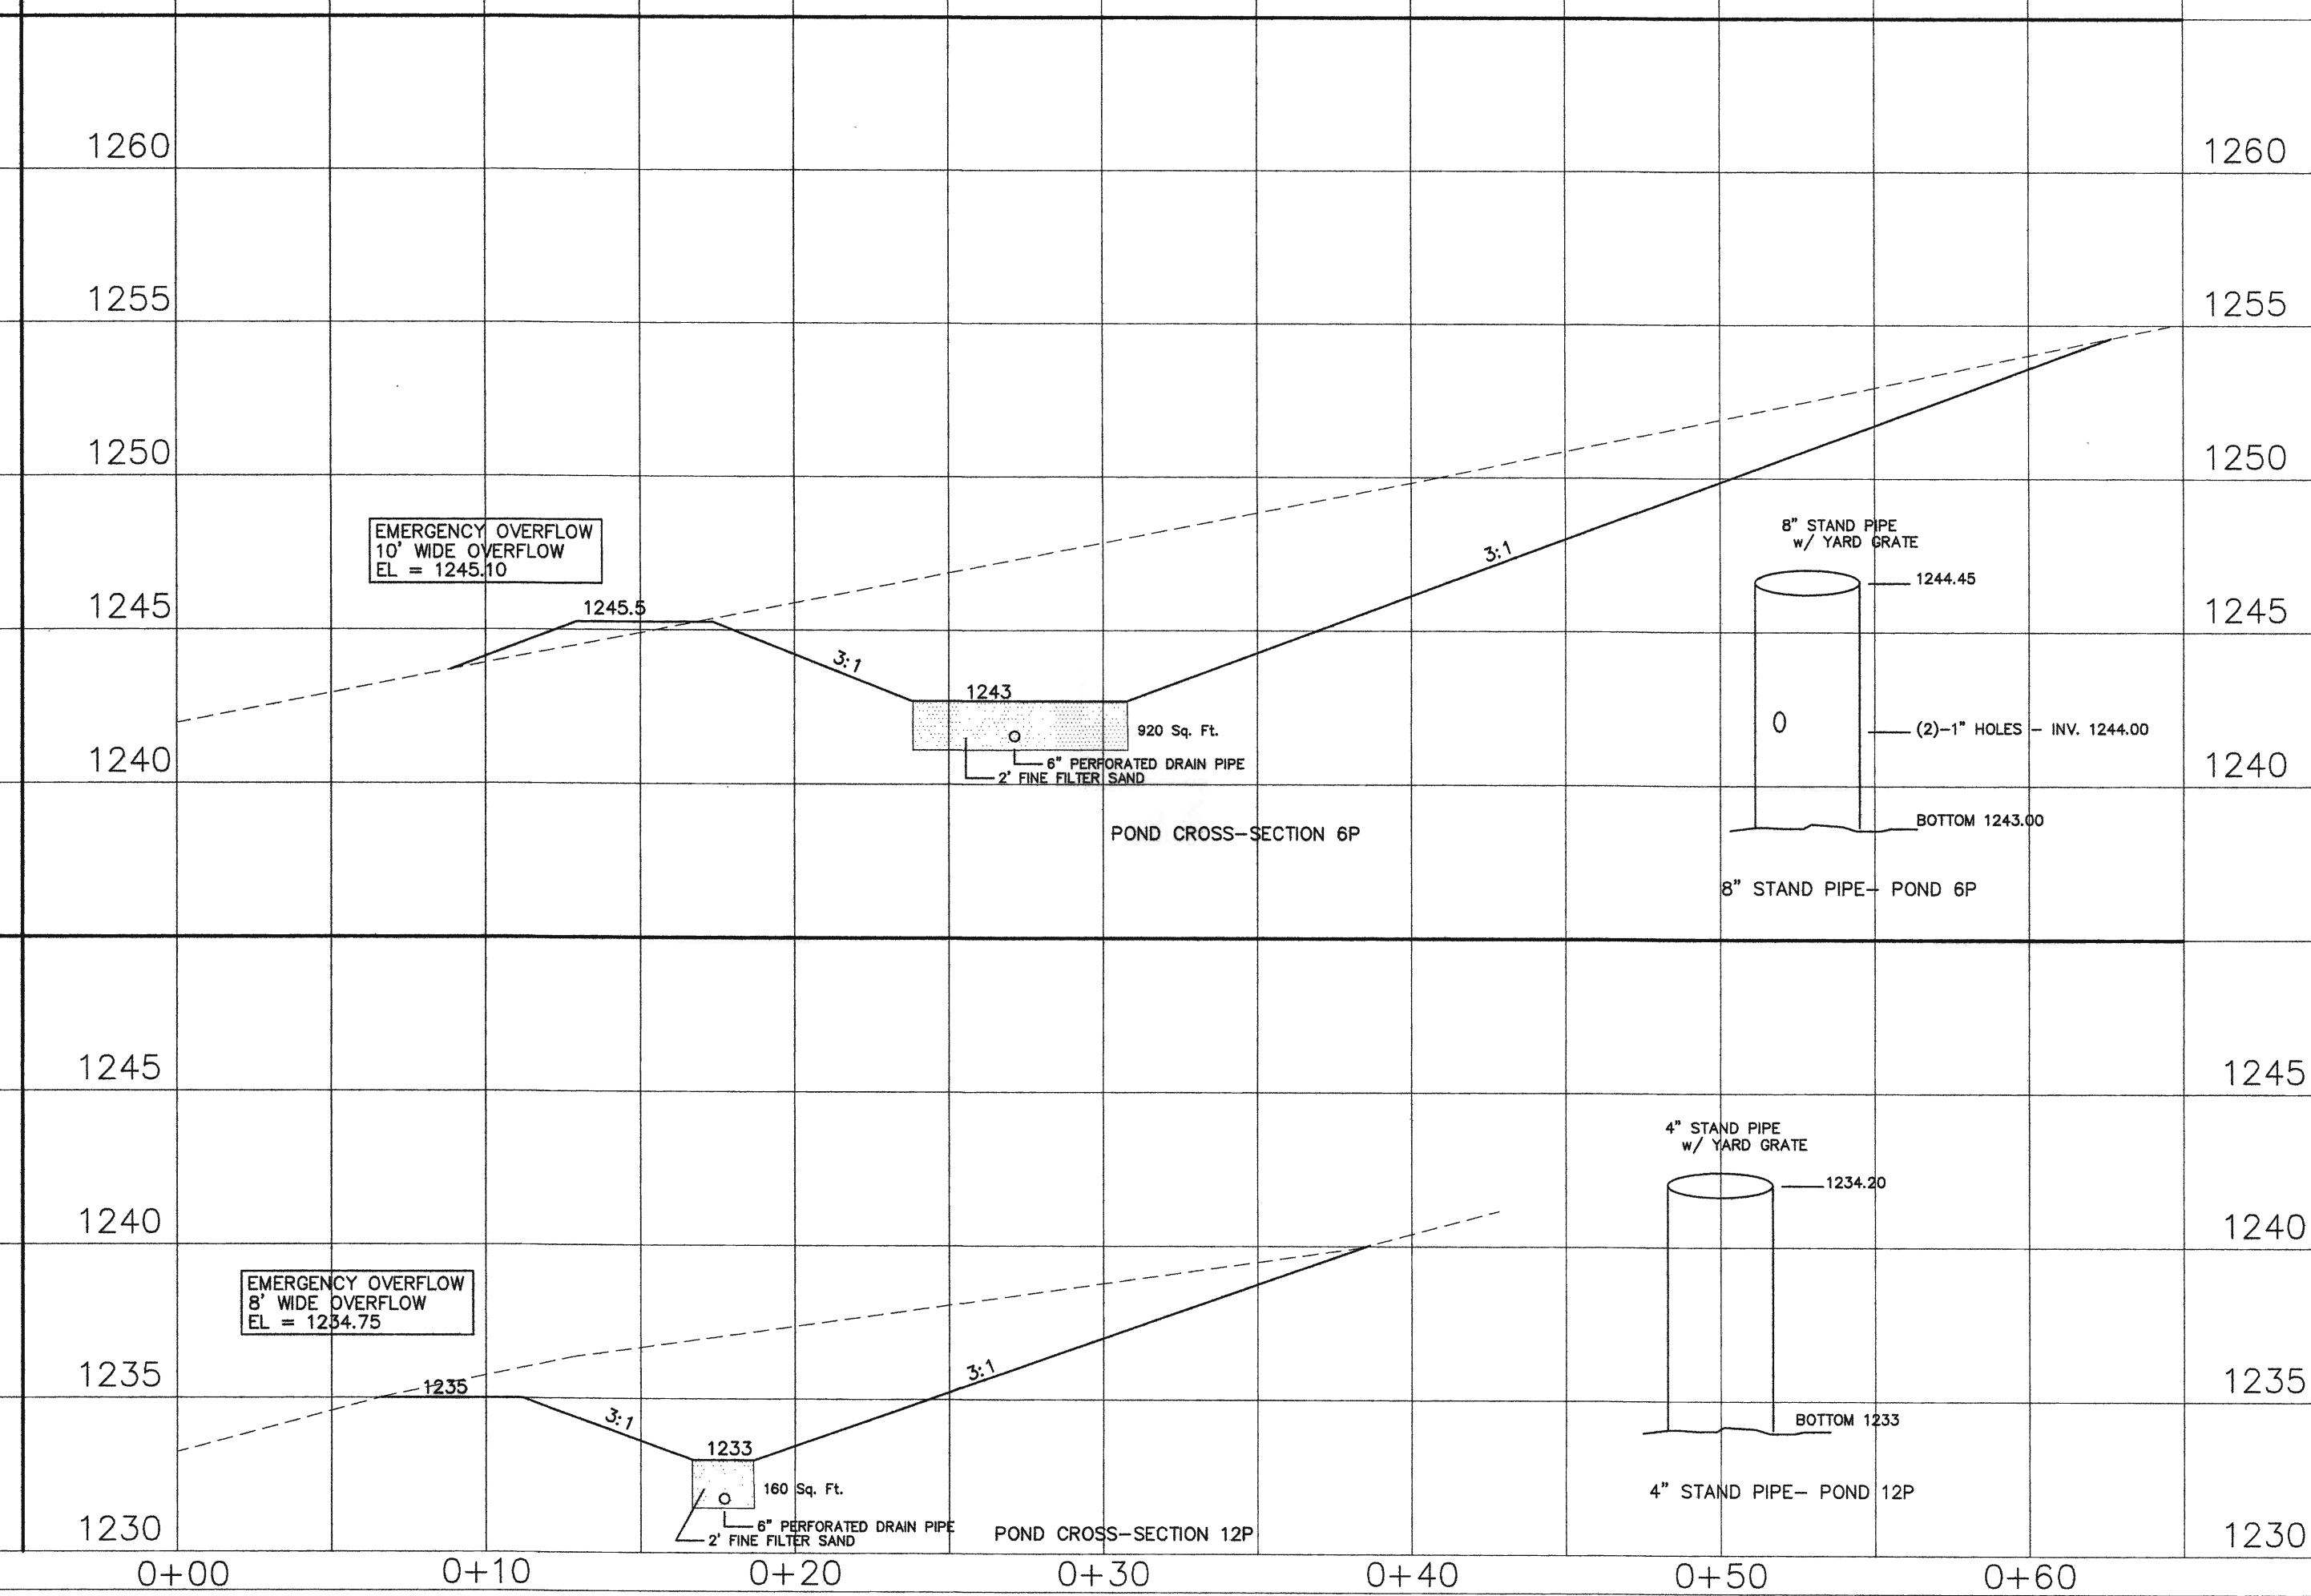 1260
1260
1255
1255
1250
1250
EMERGENCY OVERFLOW
10' WIDE OVERFLOW
EL = 1245.10
8" STAND PIPE
w/ YARD GRATE
3:1
1244.45
1245
1245.5
1245
3:1
1243
920 Sq. Ft.
(2)-1" HOLES - INV. 1244.00
6" PERFORATED DRAIN PIPE
2' FINE FILTER SAND
1240
1240
BOTTOM 1243.00
POND CROSS-SECTION 6P
8" STAND PIPE- POND 6P
1245
1245
4" STAND PIPE
w/ YARD GRATE
1234.20
1240
1240
EMERGENCY OVERFLOW
8' WIDE OVERFLOW
EL = 1234.75
3:1
1235
1235
1235
3:1
BOTTOM 1233
1233
160 Sq. Ft.
4" STAND PIPE- POND 12P
6" PERFORATED DRAIN PIPE
2' FINE FILTER SAND
POND CROSS-SECTION 12P
1230
1230
0+00 0+10 0+20 0+30 0+40 0+50 0+60